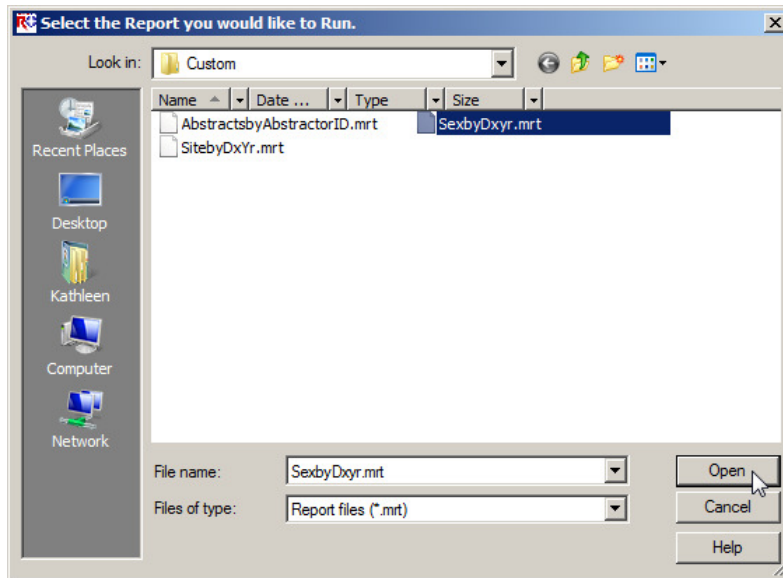 Select the Report you would like to Run.
Look in: Custom
Name Date ... Type Size
AbstractsbyAbstractorID.mrt SexbyDxyr.mrt
SitebyDxYr.mrt
Recent Places
Desktop
Kathleen
Computer
Network
File name: SexbyDxyr.mrt Open
Files of type: Report files (*.mrt) Cancel
Help